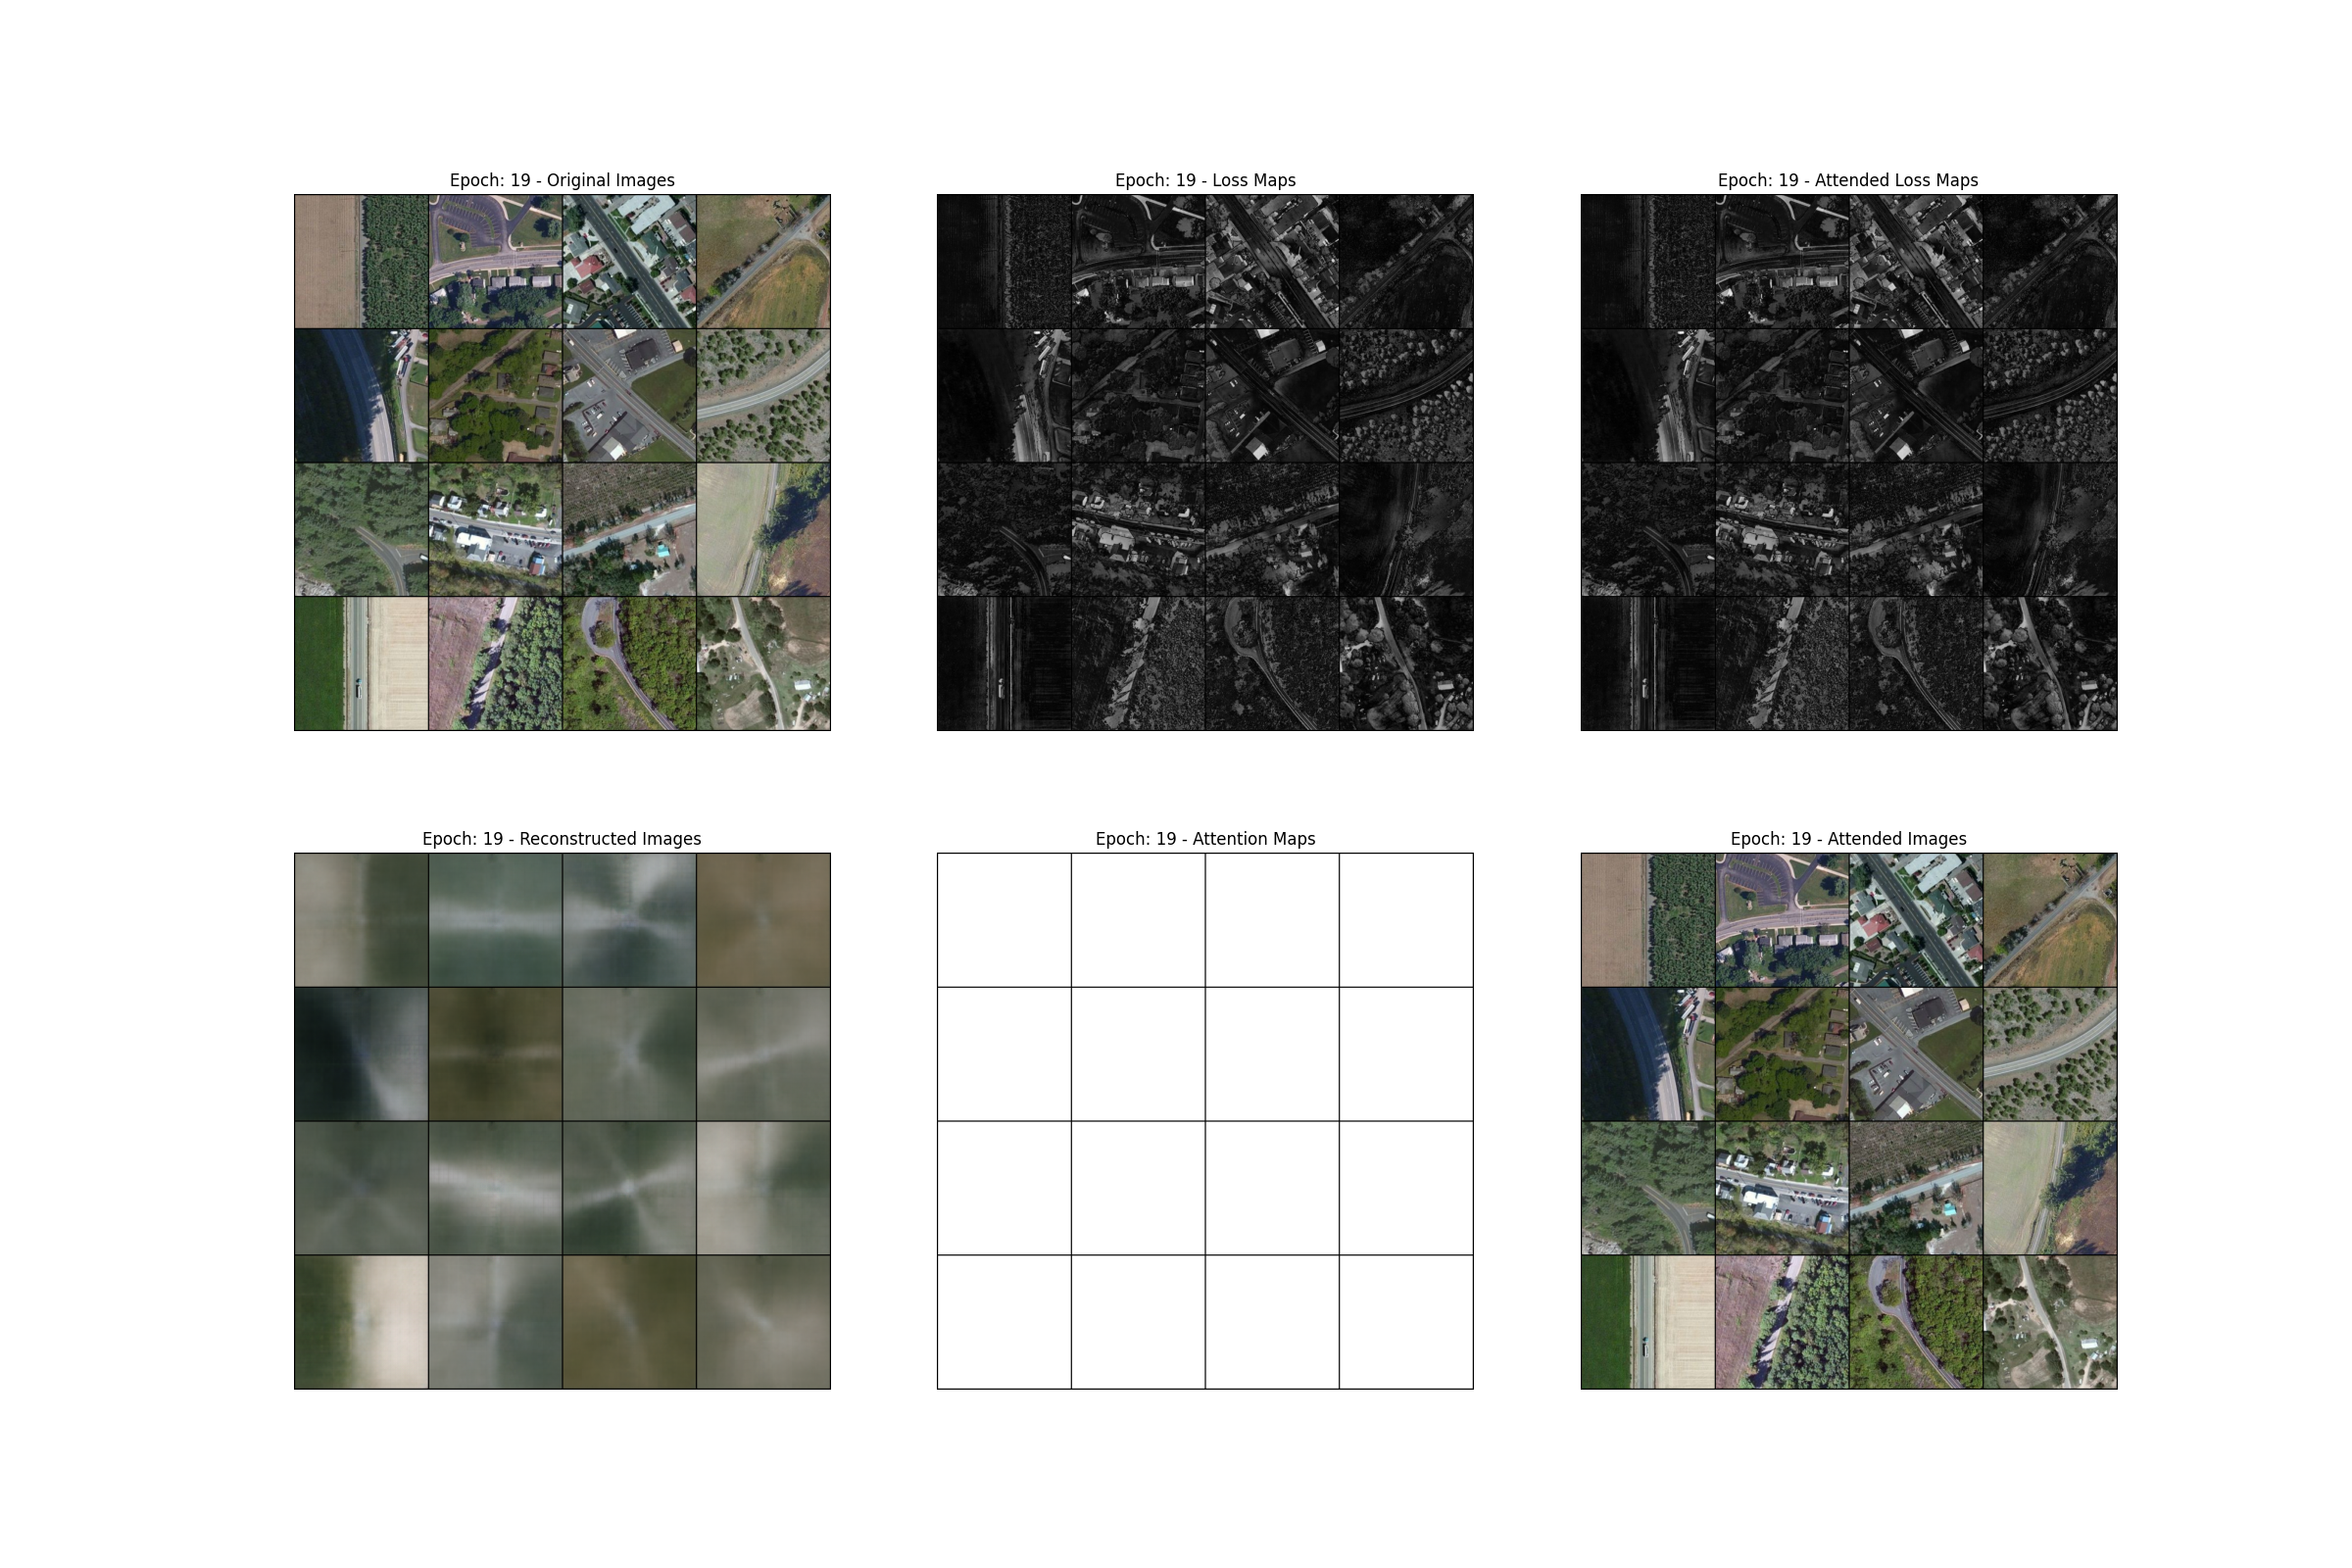 Epoch: 19 - Original Images
Epoch: 19 - Loss Maps
Epoch: 19 - Attended Loss Maps
Epoch: 19 - Reconstructed Images
Epoch: 19 - Attention Maps
Epoch: 19 - Attended Images